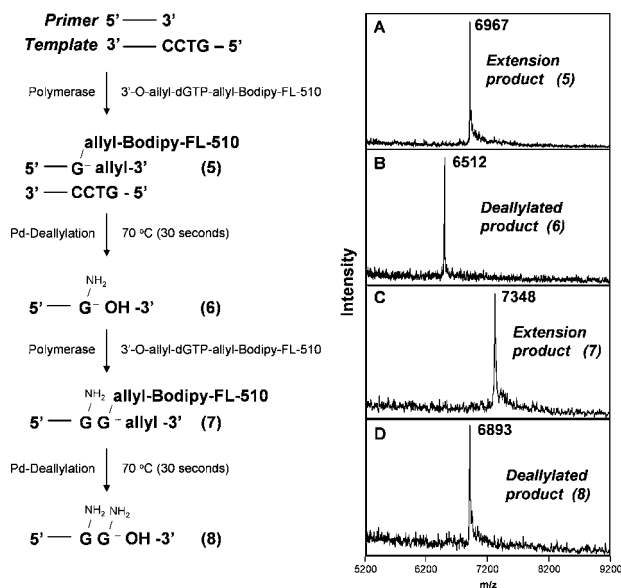 Primer 5' — 3'
Template 3' — CCTG – 5'
Polymerase 3'-O-allyl-dGTP-allyl-Bodipy-FL-510
allyl-Bodipy-FL-510
5' — G – allyl-3' (5)
3' — CCTG - 5'
Pd-Deallylation 70 °C (30 seconds)
NH2
5' — G – OH -3' (6)
Polymerase 3'-O-allyl-dGTP-allyl-Bodipy-FL-510
NH2 allyl-Bodipy-FL-510
5' — G G – allyl -3' (7)
Pd-Deallylation 70 °C (30 seconds)
NH2 NH2
5' — G G – OH -3' (8)
Intensity
A
6967
Extension
product (5)
B
6512
Deallylated
product (6)
C
7348
Extension
product (7)
D
6893
Deallylated
product (8)
5200 6200 7200 8200 9200
m/z